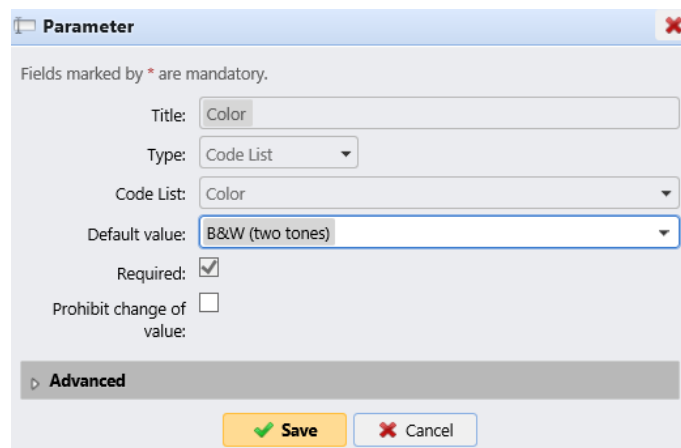 Parameter
Fields marked by * are mandatory.
Title: Color
Type: Code List
Code List: Color
Default value: B&W (two tones)
Required:
Prohibit change of
value:
Advanced
Save Cancel